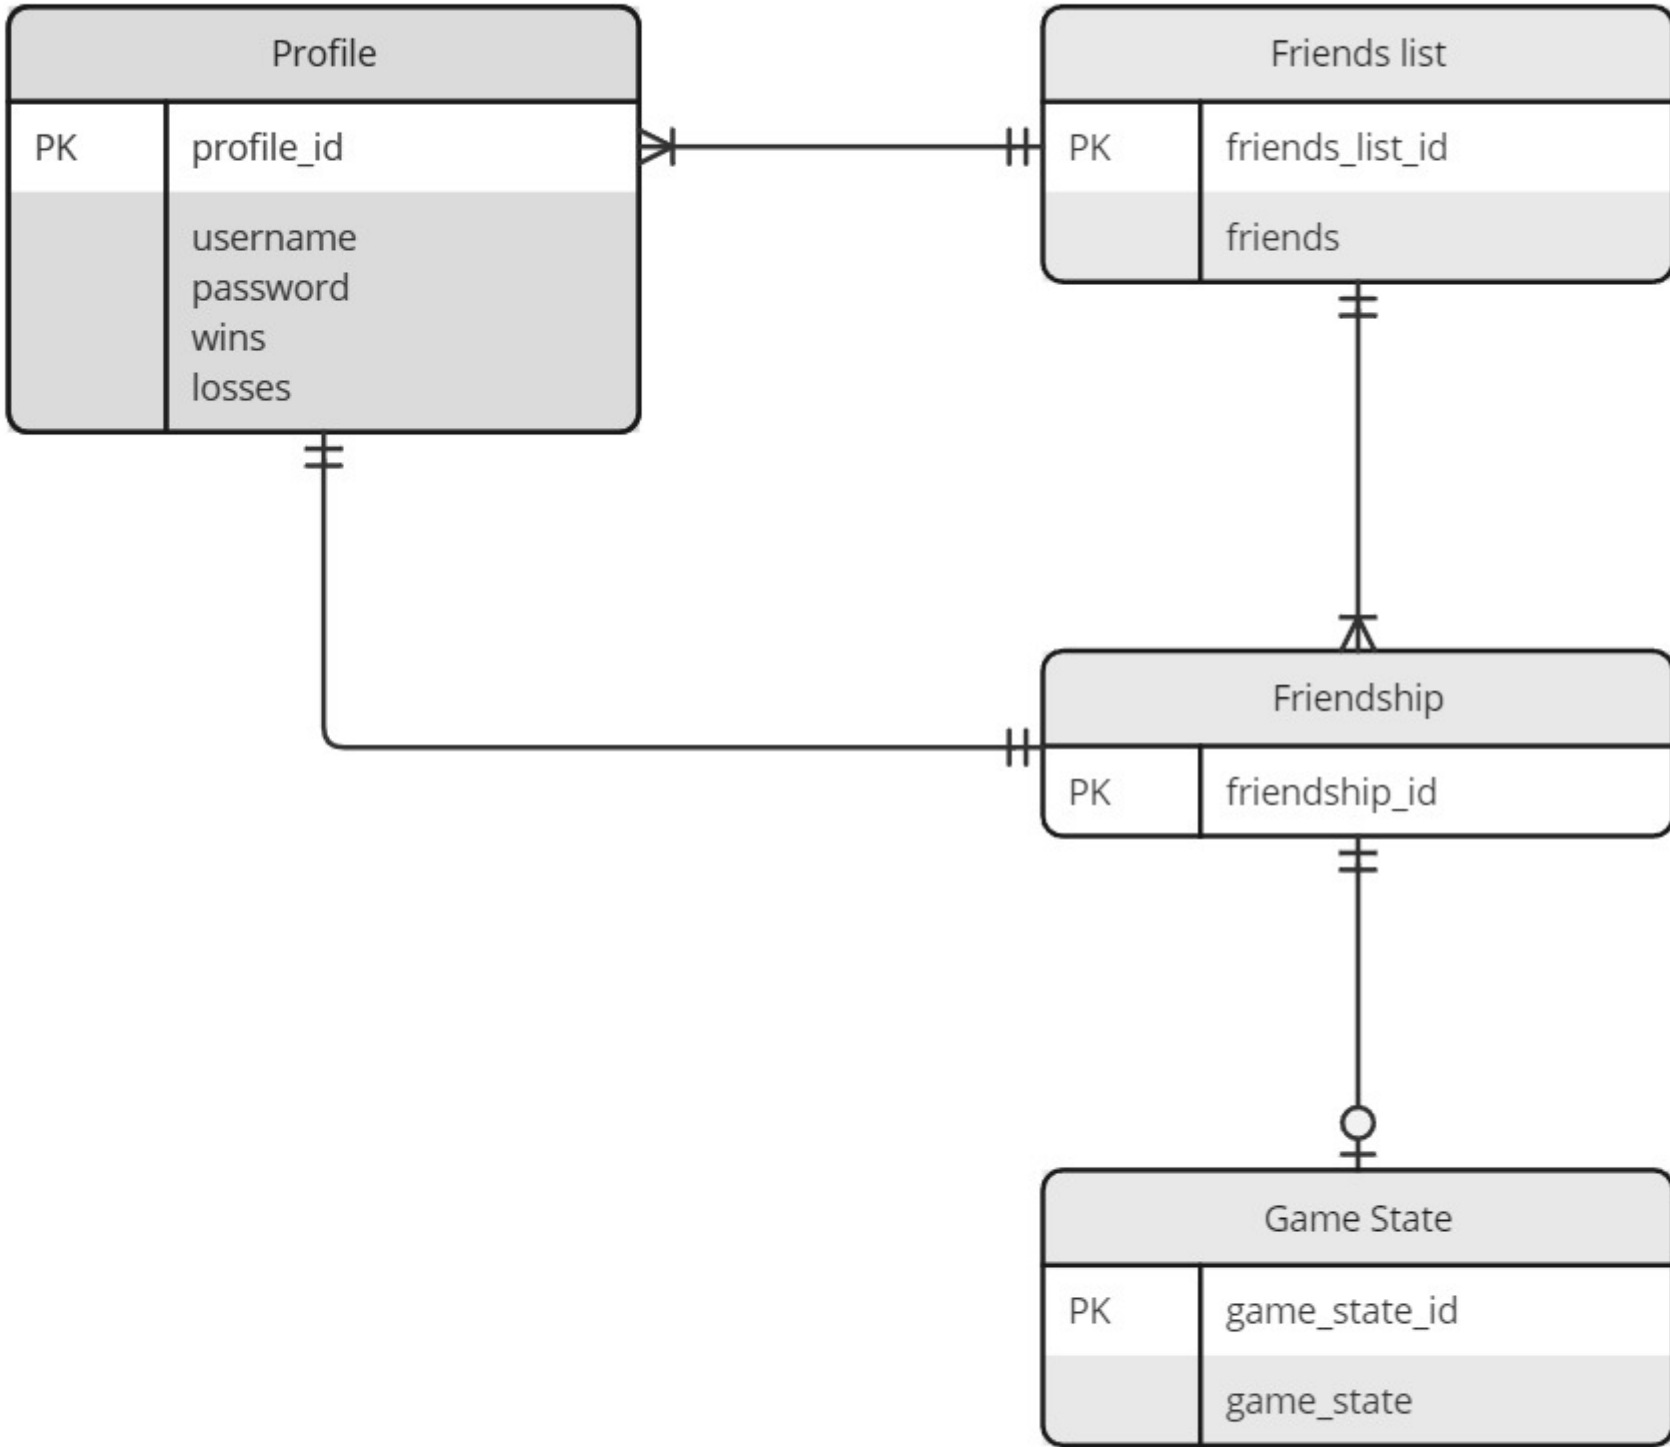 Profile
PK profile_id
username
password
wins
losses
Friends list
PK friends_list_id
friends
Friendship
PK friendship_id
Game State
PK game_state_id
game_state